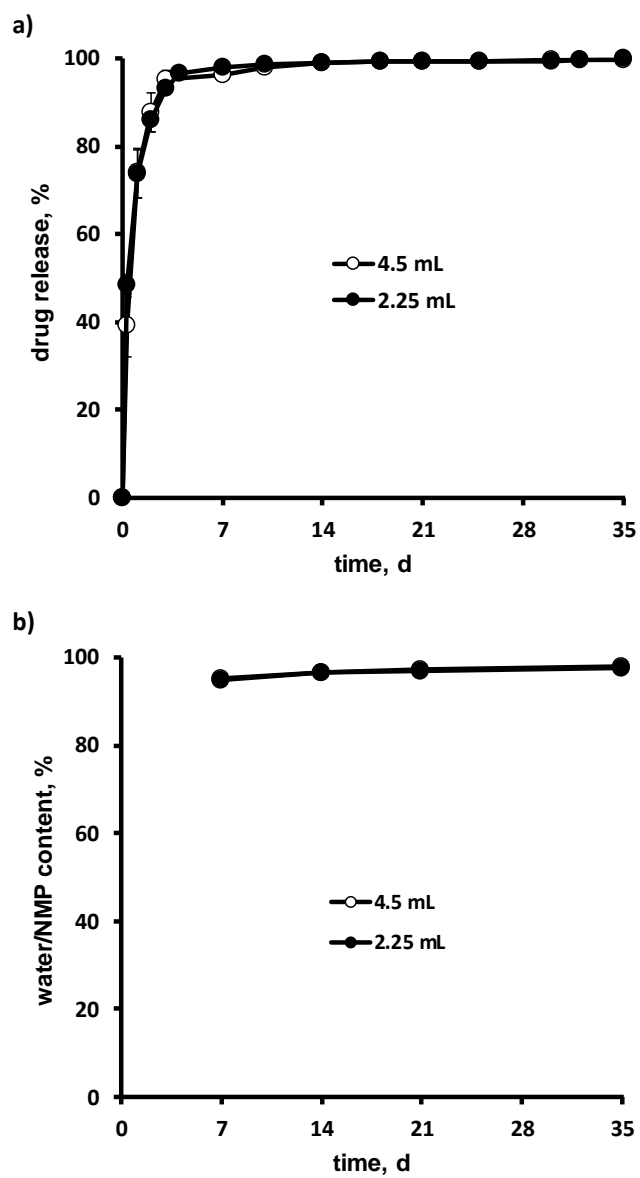 a)
100
80
60
40
20
0
drug release, %
4.5 mL
2.25 mL
0 7 14 21 28 35
time, d
b)
100
80
60
40
20
0
water/NMP content, %
4.5 mL
2.25 mL
0 7 14 21 28 35
time, d